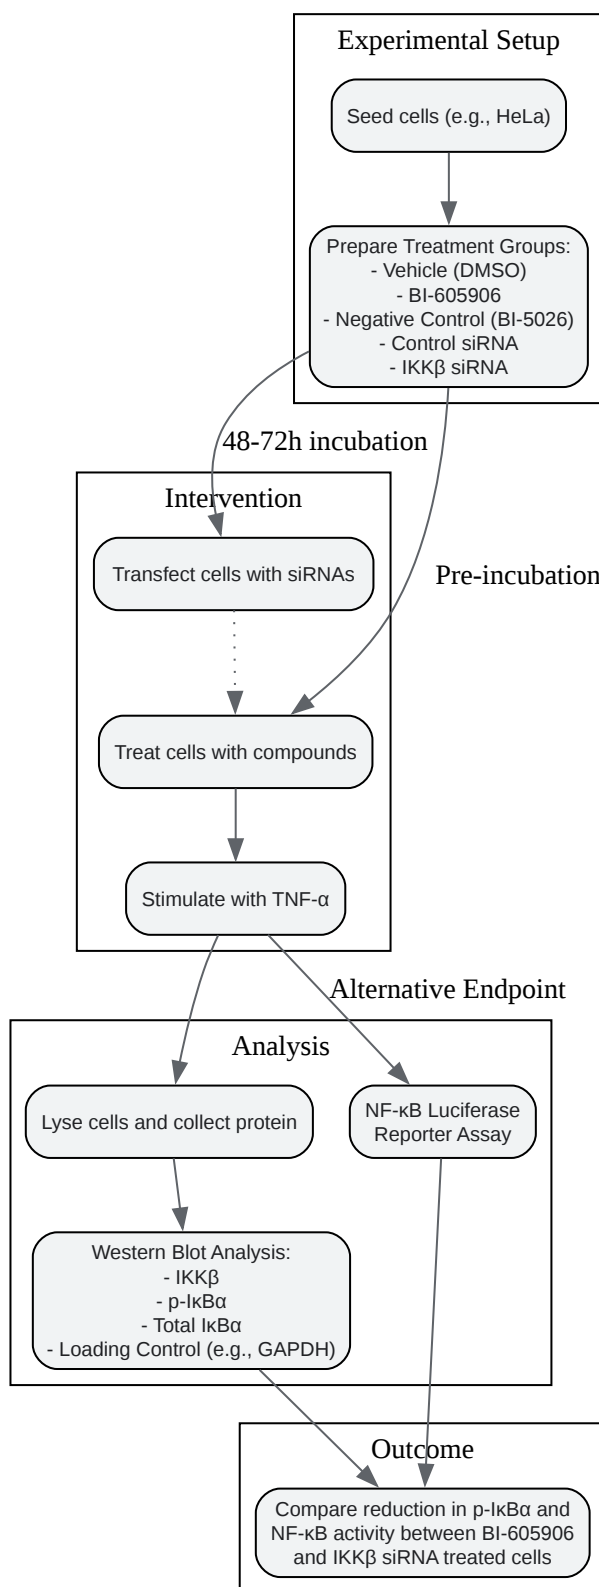 Experimental Setup
Seed cells (e.g., HeLa)
Prepare Treatment Groups:
- Vehicle (DMSO)
- BI-605906
- Negative Control (BI-5026)
- Control siRNA
- IKKβ siRNA
48-72h incubation
Intervention
Transfect cells with siRNAs
Pre-incubation
Treat cells with compounds
Stimulate with TNF-α
Alternative Endpoint
Analysis
Lyse cells and collect protein
NF-κB Luciferase
Reporter Assay
Western Blot Analysis:
- IKKβ
- p-IκBα
- Total IκBα
- Loading Control (e.g., GAPDH)
Outcome
Compare reduction in p-IκBα and
NF-κB activity between BI-605906
and IKKβ siRNA treated cells